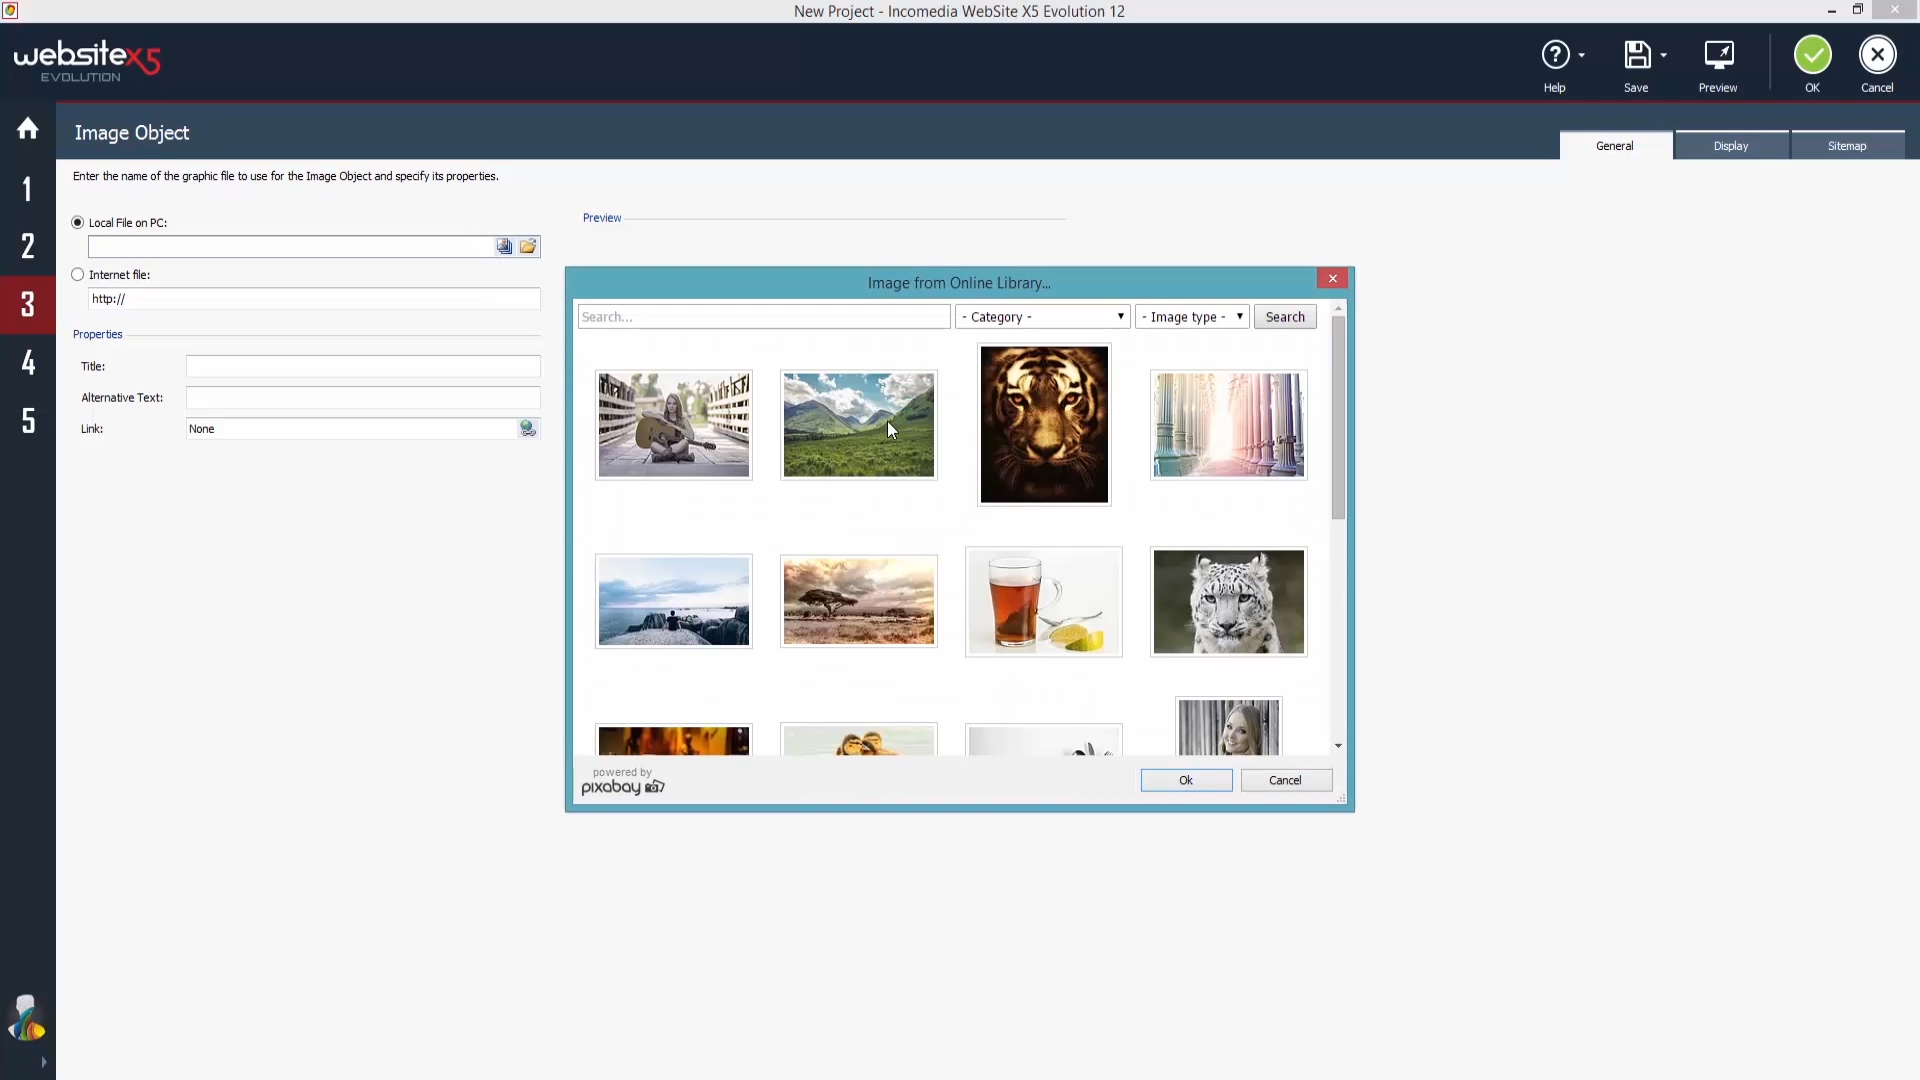 New Project - Incomedia WebSite X5 Evolution 12
websitex5
EVOLUTION
Help
Save
Preview
OK
Cancel
Image Object
General
Display
Sitemap
1
2
3
4
5
Enter the name of the graphic file to use for the Image Object and specify its properties.
Local File on PC:
Internet file:
http://
Properties
Title:
Alternative Text:
Link:
None
Preview
Image from Online Library...
Search...
- Category -
- Image type -
Search
powered by
pixabay
Ok
Cancel